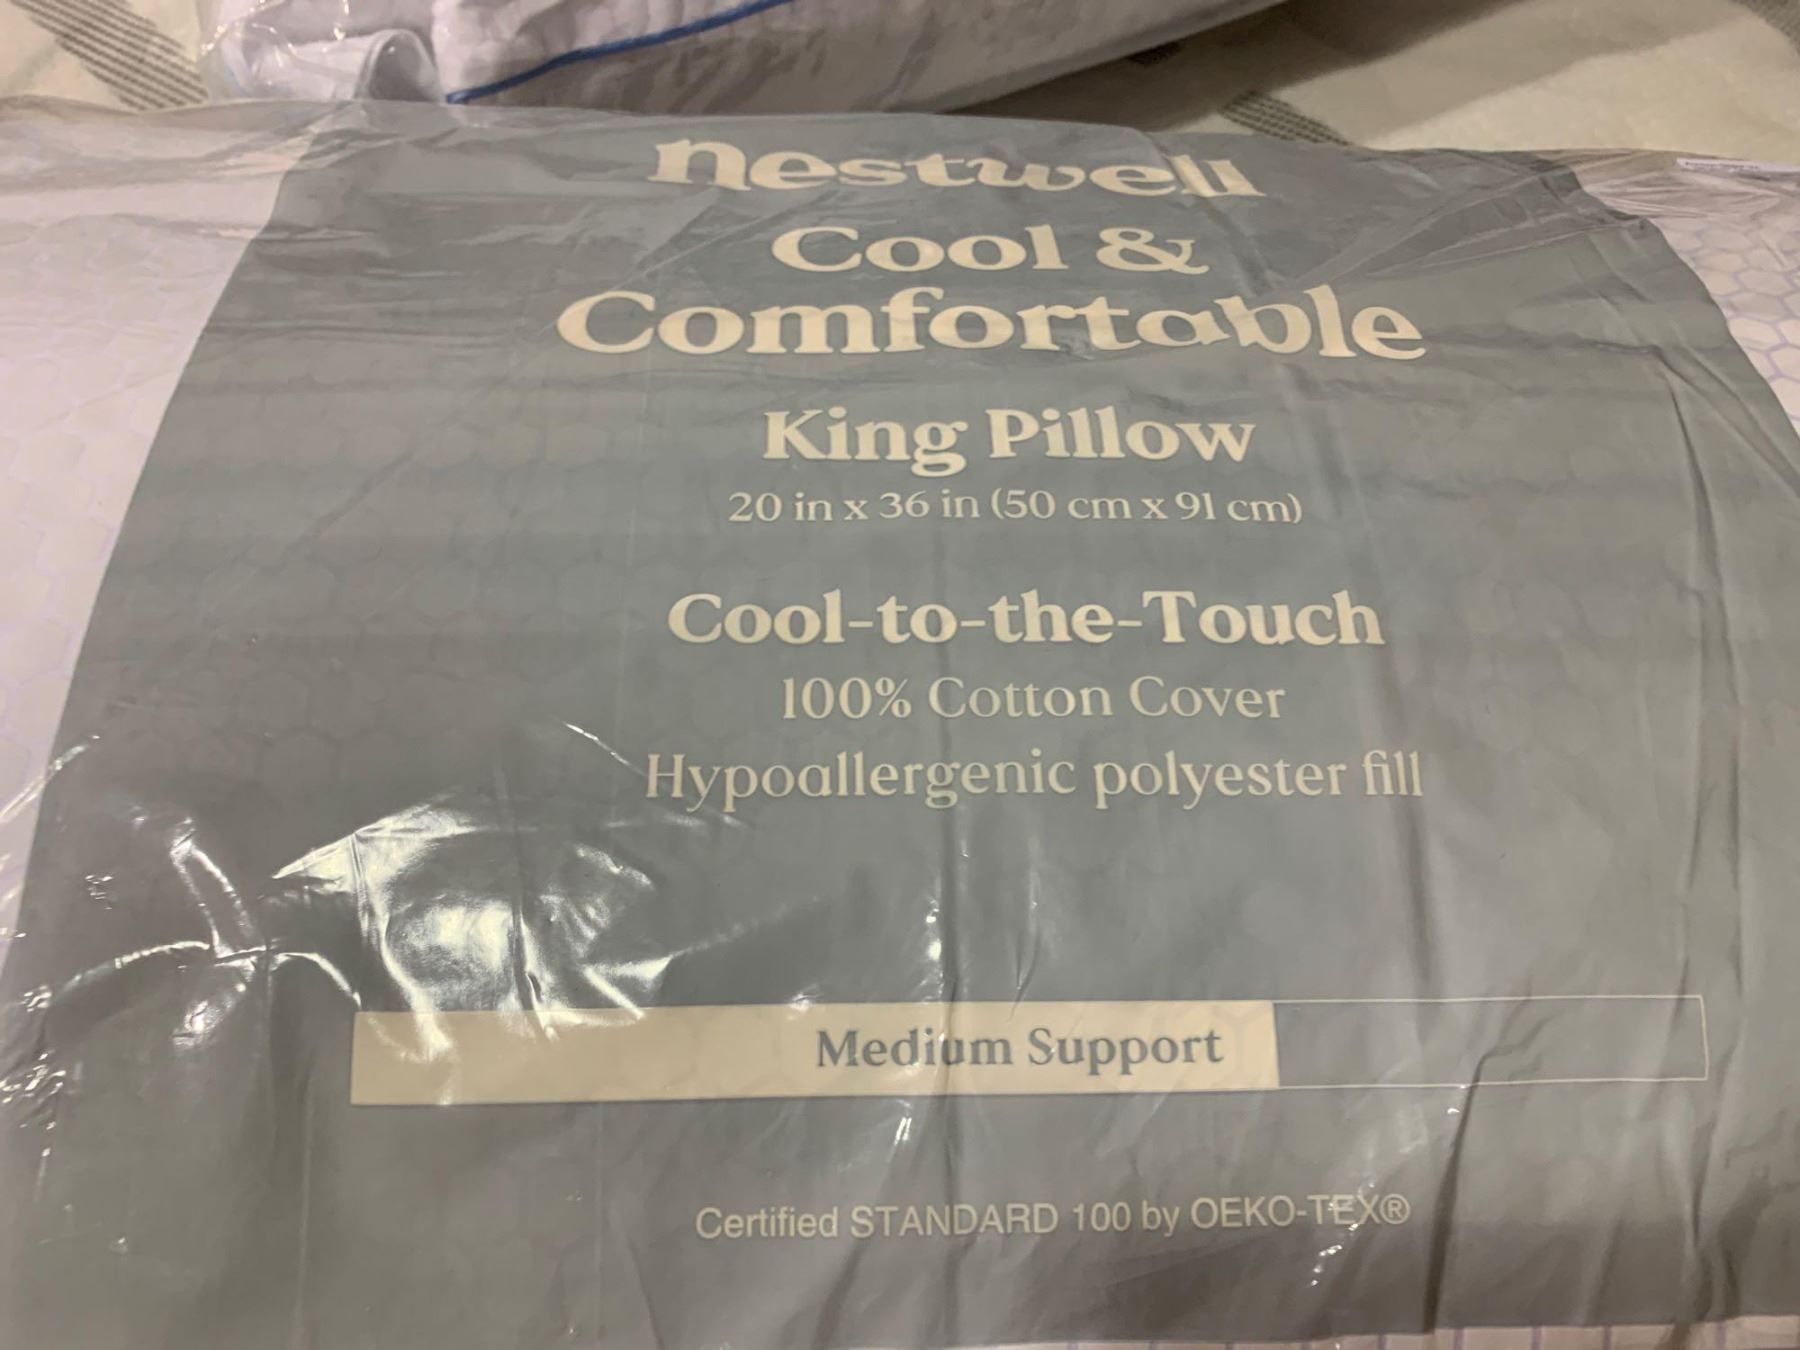 nestwell
Cool &
Comfortable
King Pillow
20 in x 36 in (50 cm x 91 cm)
Cool-to-the-Touch
100% Cotton Cover
Hypoallergenic polyester fill
Medium Support
Certified STANDARD 100 by OEKO-TEX®